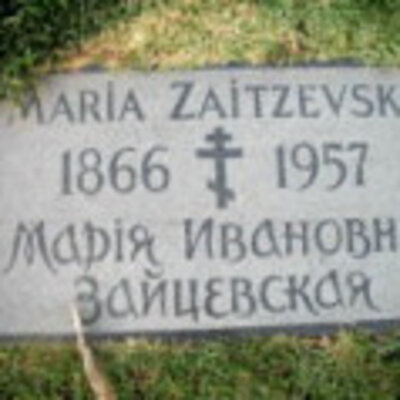 MARIA ZAITZEVSK
1866 1957
Марія Ивановн
Зайцевская